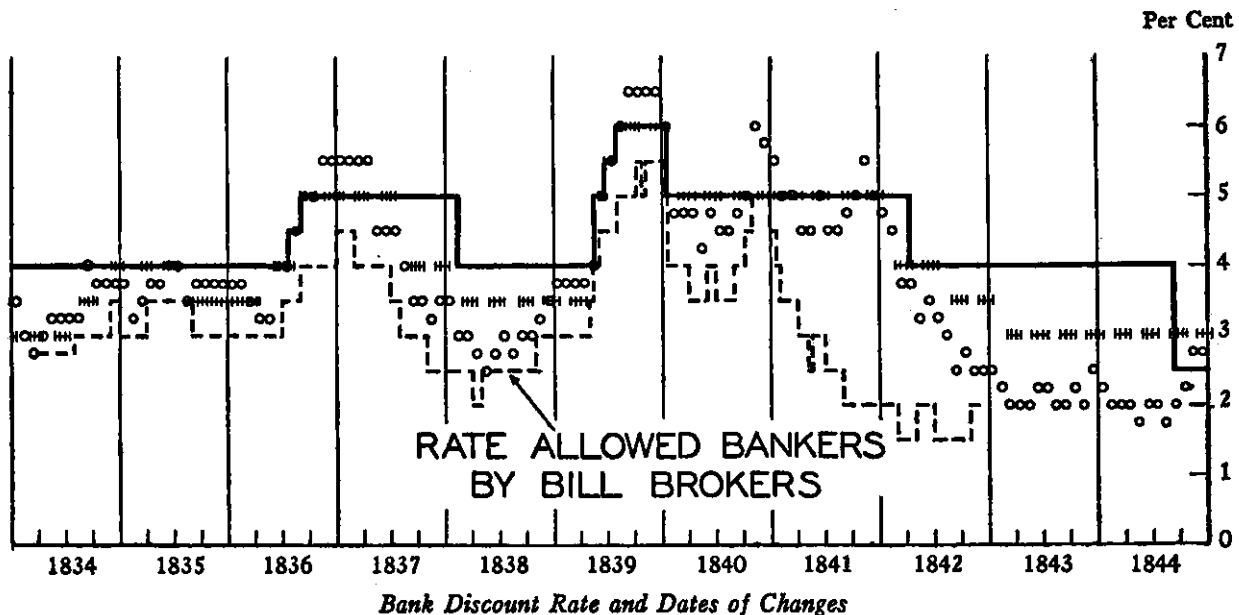 Per Cent
7
6
5
4
3
2
1
0
RATE ALLOWED BANKERS
BY BILL BROKERS
1834 1835 1836 1837 1838 1839 1840 1841 1842 1843 1844
Bank Discount Rate and Dates of Changes